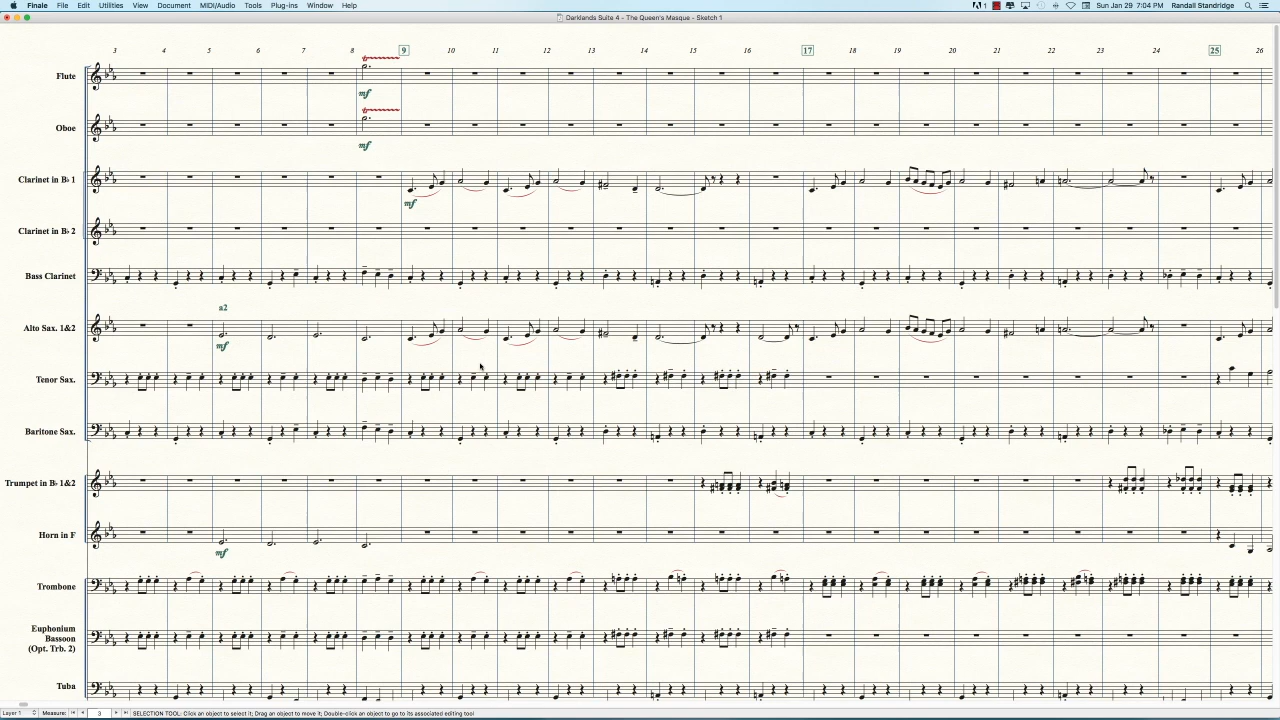 Finale File Edit Utilities View Document MIDI/Audio Tools Plug-ins Window Help 1 Sun Jan 29 7:04 PM Randall Standridge
Darklands Suite 4 - The Queen's Masque - Sketch 1
3 4 5 6 7 8 9 10 11 12 13 14 15 16 17 18 19 20 21 22 23 24 25 26
Flute
mf
Oboe
mf
Clarinet in B♭ 1
mf
Clarinet in B♭ 2
Bass Clarinet
a2
Alto Sax. 1&2
mf
Tenor Sax.
Baritone Sax.
Trumpet in B♭ 1&2
Horn in F
mf
Trombone
Euphonium
Bassoon
(Opt. Trb. 2)
Tuba
Layer 1 Measure: 3 SELECTION TOOL: Click an object to select it; Drag an object to move it; Double-click an object to go to its associated editing tool